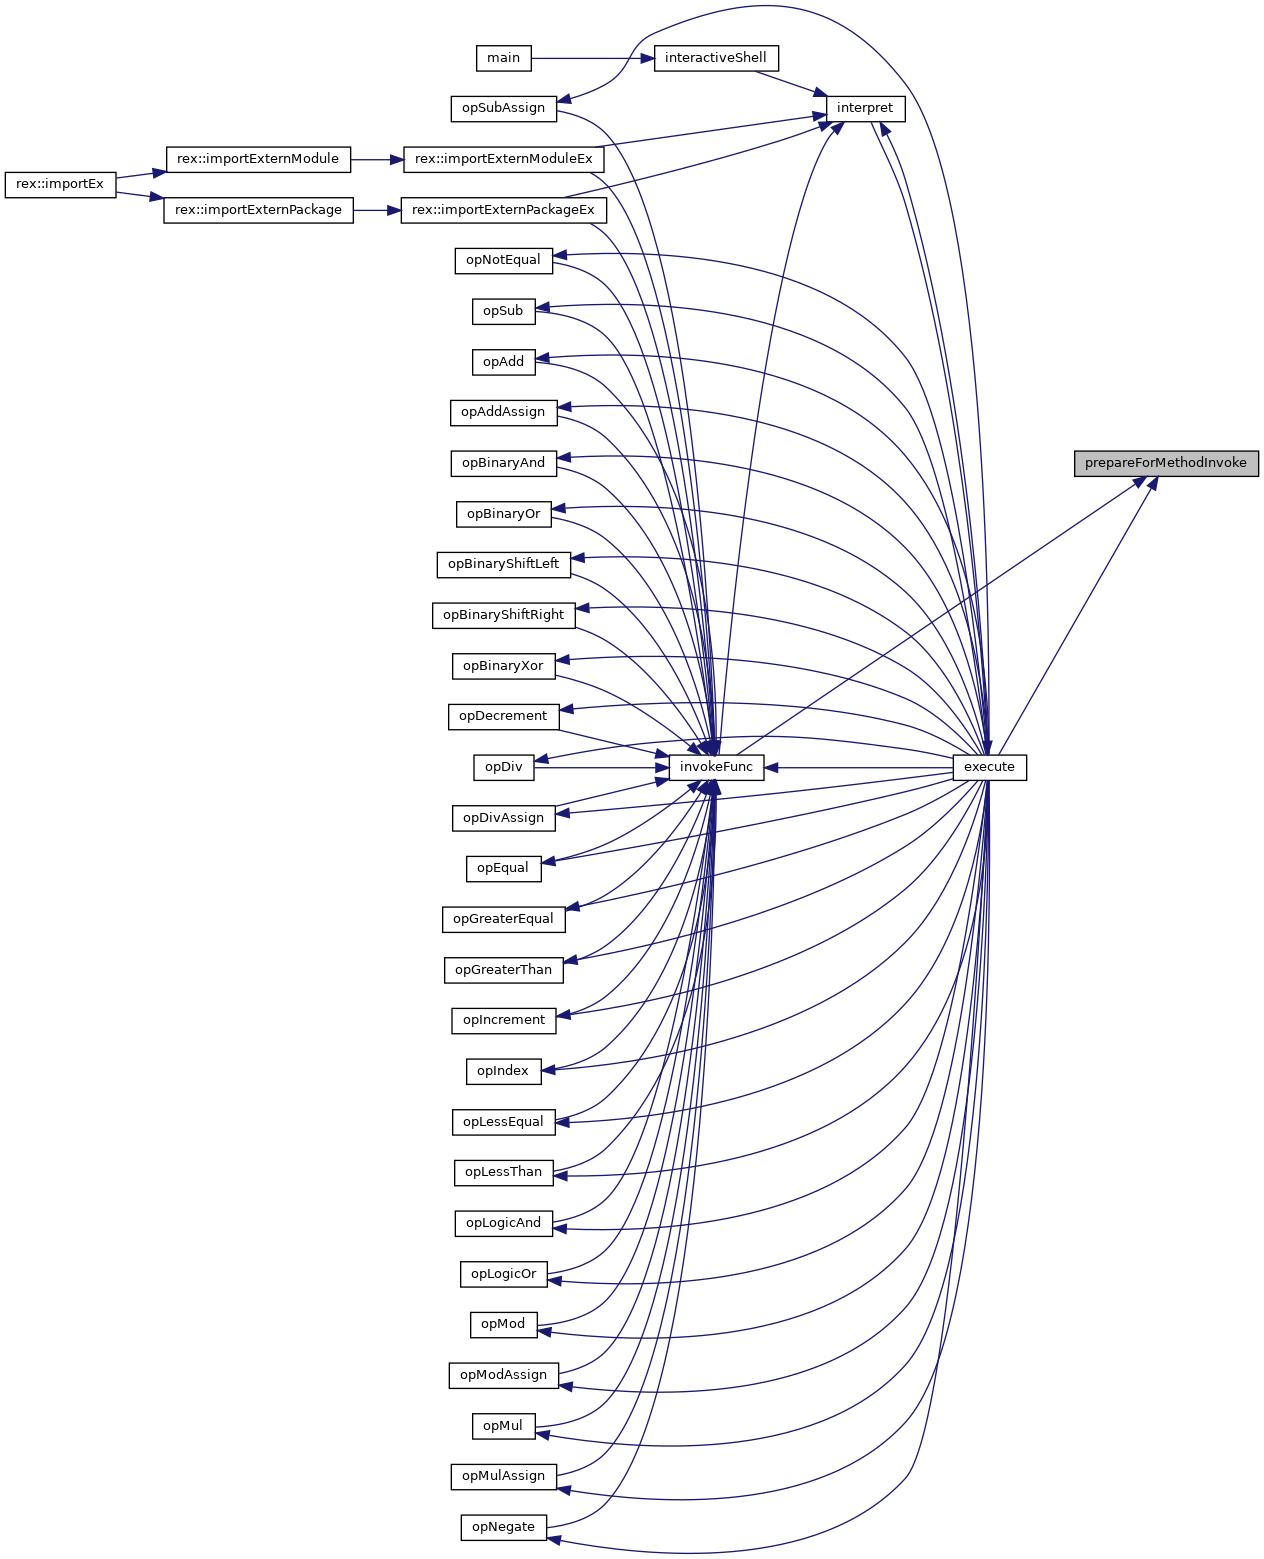 main
interactiveShell
opSubAssign
interpret
rex::importExternModule
rex::importExternModuleEx
rex::importEx
rex::importExternPackage
rex::importExternPackageEx
opNotEqual
opSub
opAdd
opAddAssign
opBinaryAnd
prepareForMethodInvoke
opBinaryOr
opBinaryShiftLeft
opBinaryShiftRight
opBinaryXor
opDecrement
opDiv
invokeFunc
execute
opDivAssign
opEqual
opGreaterEqual
opGreaterThan
opIncrement
opIndex
opLessEqual
opLessThan
opLogicAnd
opLogicOr
opMod
opModAssign
opMul
opMulAssign
opNegate